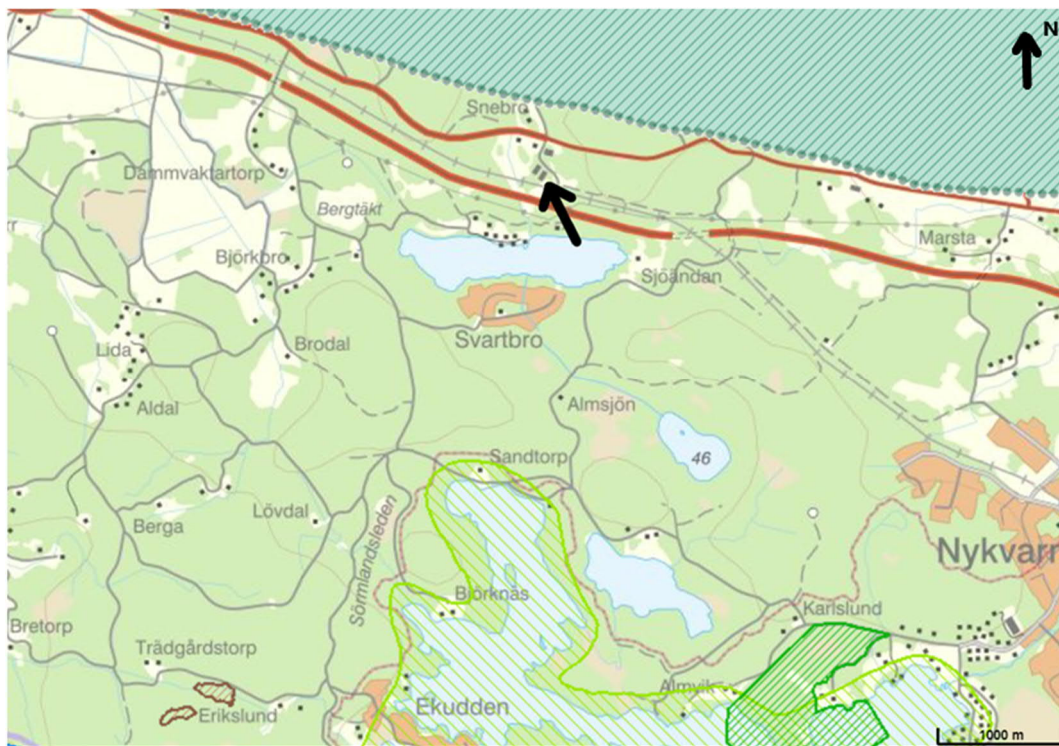 N
Snebro
Dammvaktartorp
Bergtäkt
Marsta
Björkbro
Sjöändan
Svartbro
Lida
Brodal
Aldal
Almsjön
46
Sandtorp
Berga
Lövdal
Sörmlandsleden
Nykvarn
Björknäs
Karlslund
Bretorp
Trädgårdstorp
Almvik
Erikslund
Ekudden
1000 m